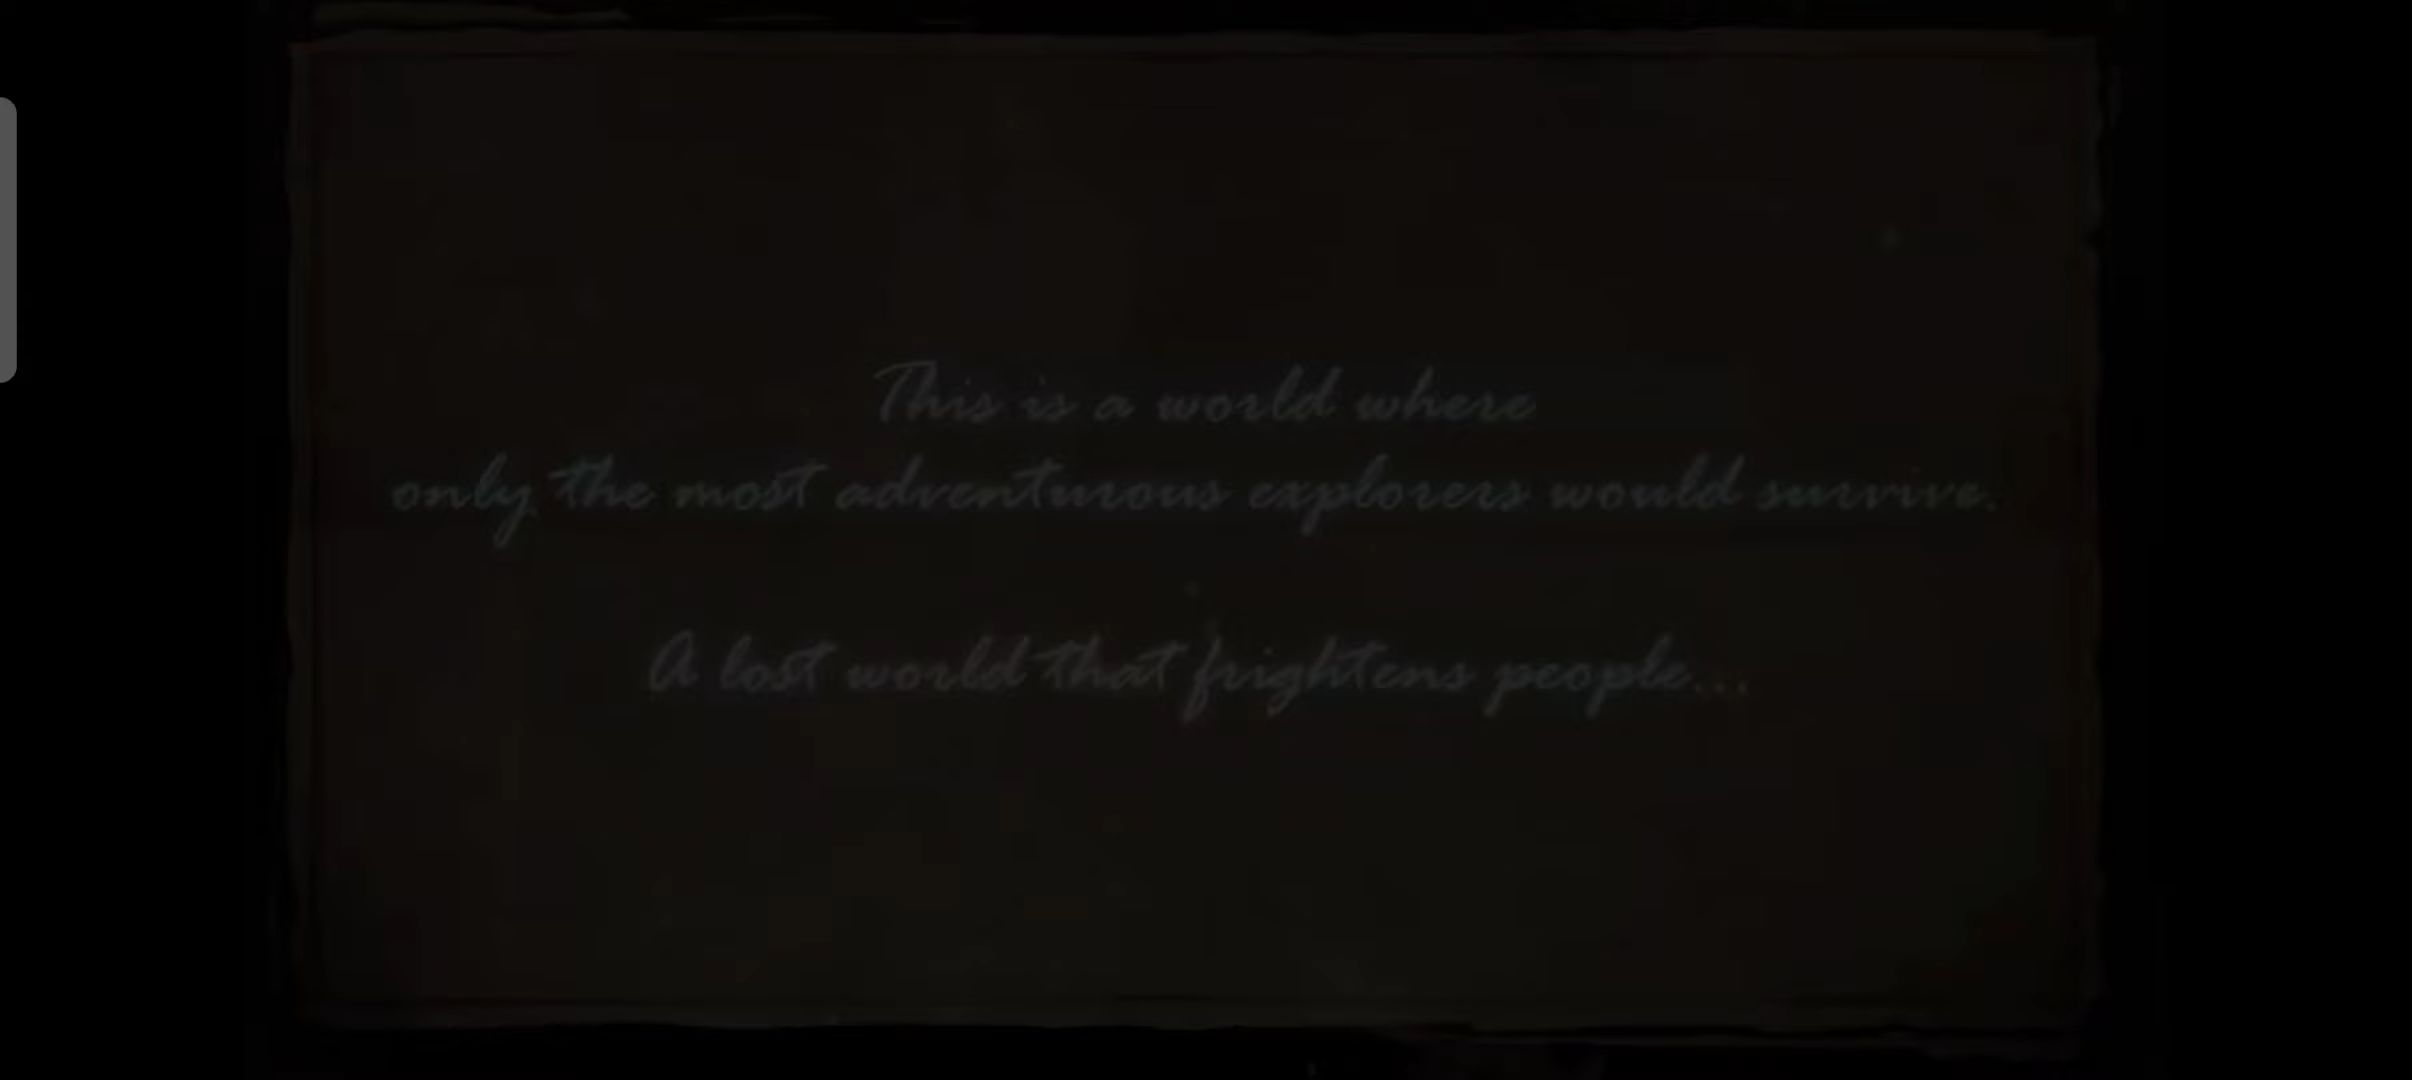 This is a world where
only the most adventurous explorers would survive.
A lost world that frightens people...